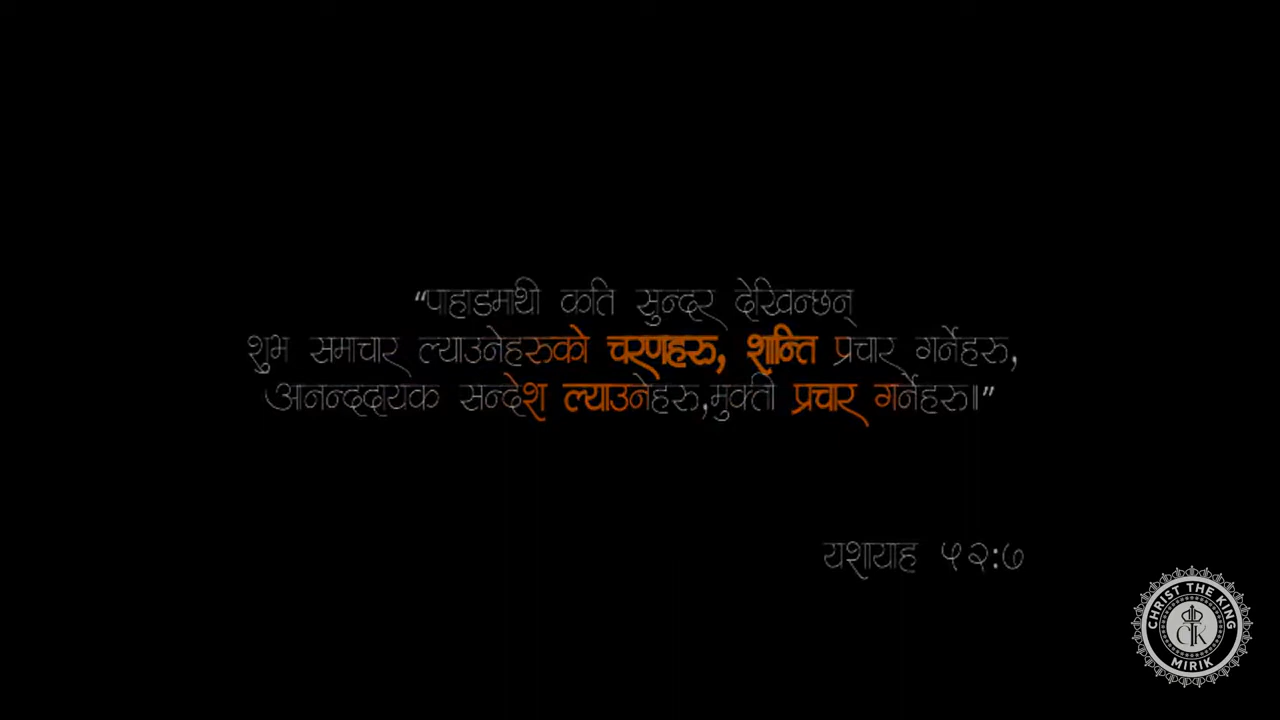 “पाहाडमाथी कति सुन्दर देखिन्छन्
शुभ समाचार ल्याउनेहरुको चरणहरु, शान्ति प्रचार गर्नेहरु,
आनन्ददायक सन्देश ल्याउनेहरु,मुक्ती प्रचार गर्नेहरु।”
यशायाह ५२:७
CHRIST THE KING
CTK
MIRIK